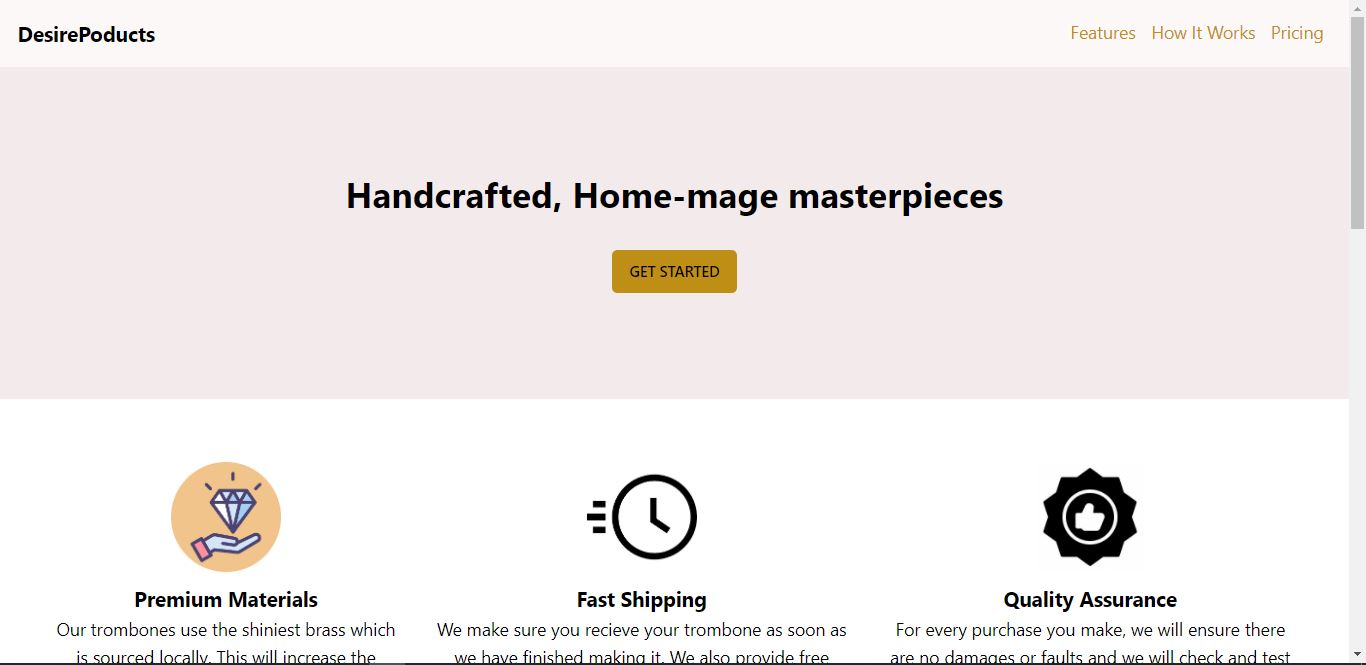 DesirePoducts
Features How It Works Pricing
Handcrafted, Home-mage masterpieces
GET STARTED
Premium Materials
Our trombones use the shiniest brass which
is sourced locally. This will increase the
Fast Shipping
We make sure you recieve your trombone as soon as
we have finished making it. We also provide free
Quality Assurance
For every purchase you make, we will ensure there
are no damages or faults and we will check and test